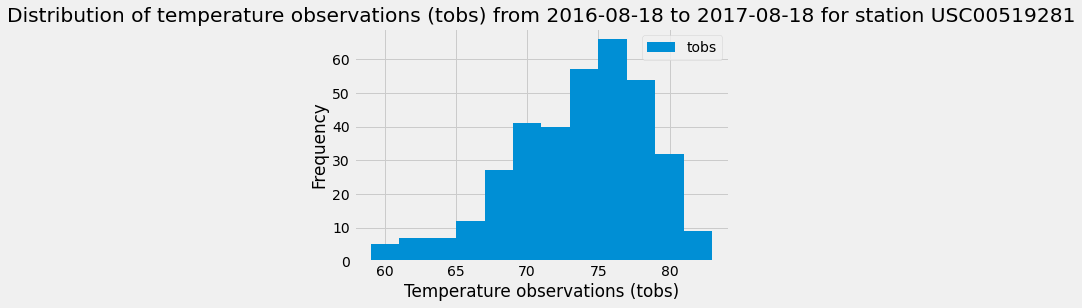 Distribution of temperature observations (tobs) from 2016-08-18 to 2017-08-18 for station USC00519281
tobs
Frequency
60
50
40
30
20
10
0
60 65 70 75 80
Temperature observations (tobs)